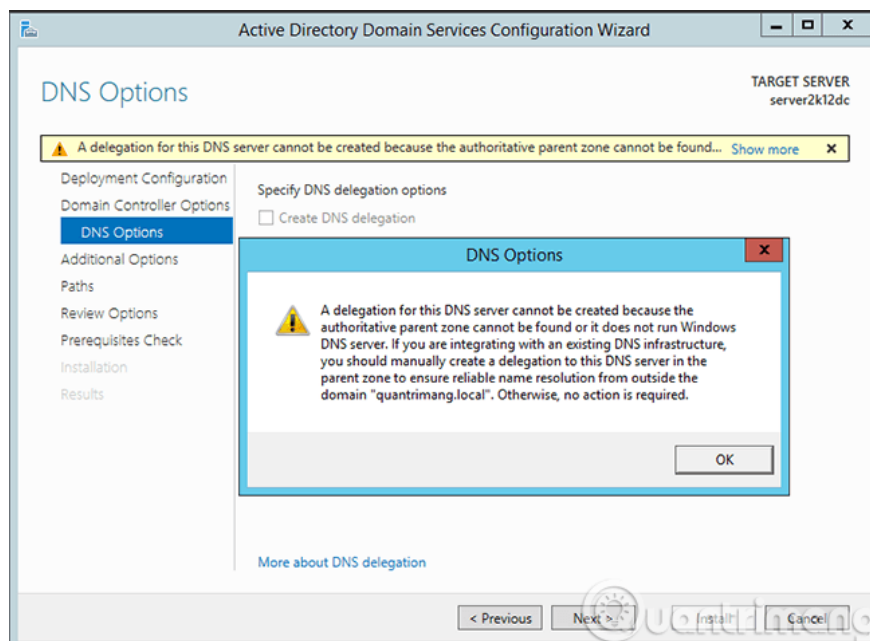 Active Directory Domain Services Configuration Wizard
DNS Options
TARGET SERVER
server2k12dc
A delegation for this DNS server cannot be created because the authoritative parent zone cannot be found... Show more
Deployment Configuration
Domain Controller Options
DNS Options
Additional Options
Paths
Review Options
Prerequisites Check
Installation
Results
Specify DNS delegation options
Create DNS delegation
DNS Options
A delegation for this DNS server cannot be created because the
authoritative parent zone cannot be found or it does not run Windows
DNS server. If you are integrating with an existing DNS infrastructure,
you should manually create a delegation to this DNS server in the
parent zone to ensure reliable name resolution from outside the
domain "quantrimang.local". Otherwise, no action is required.
OK
More about DNS delegation
< Previous
Next >
Install
Cancel